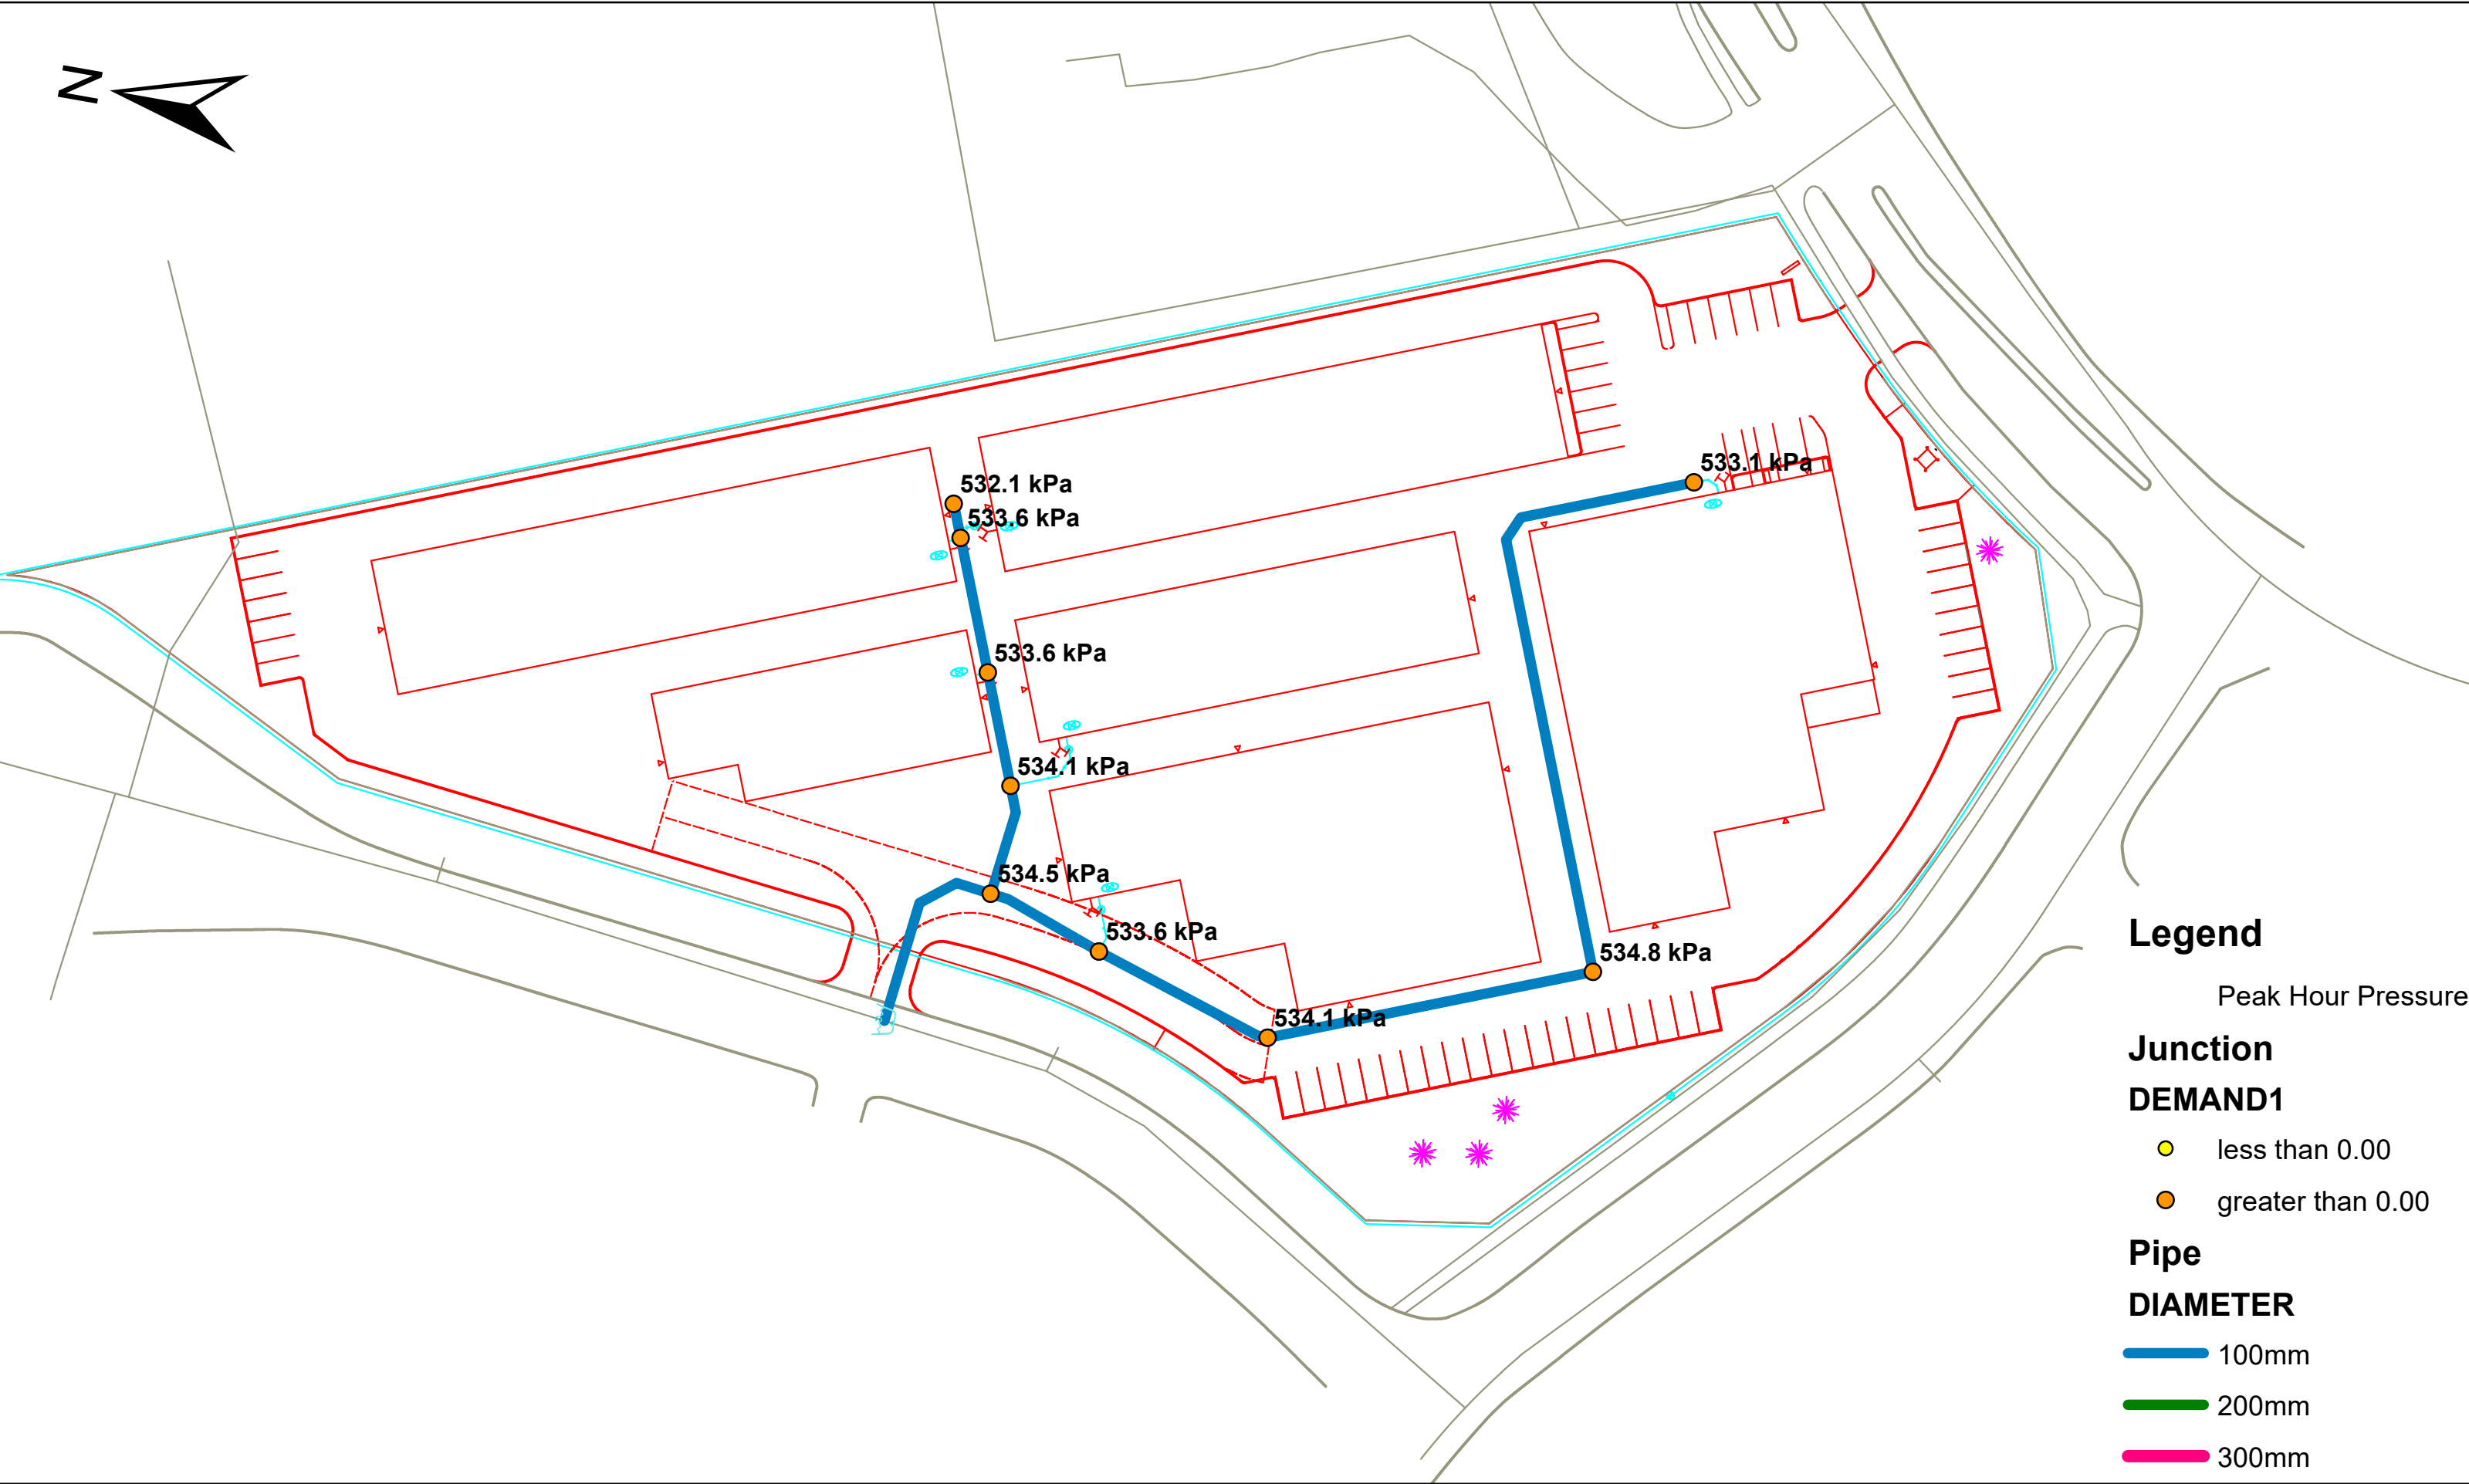 N
533.1 kPa
532.1 kPa
533.6 kPa
533.6 kPa
534.1 kPa
534.5 kPa
533.6 kPa
534.8 kPa
534.1 kPa
Legend
Peak Hour Pressure
Junction
DEMAND1
less than 0.00
greater than 0.00
Pipe
DIAMETER
100mm
200mm
300mm